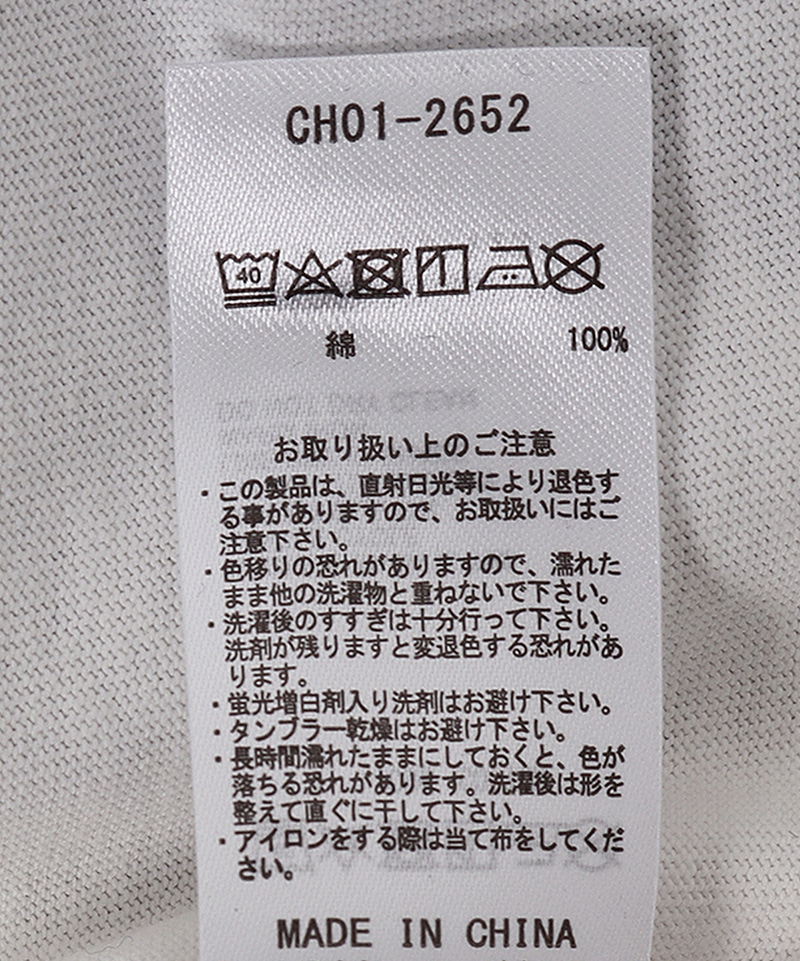 CH01-2652
40
綿 100%
お取り扱い上のご注意
・この製品は、直射日光等により退色す
る事がありますので、お取扱いにはご
注意下さい。
・色移りの恐れがありますので、濡れた
まま他の洗濯物と重ねないで下さい。
・洗濯後のすすぎは十分行って下さい。
洗剤が残りますと変退色する恐れがあ
ります。
・蛍光増白剤入り洗剤はお避け下さい。
・タンブラー乾燥はお避け下さい。
・長時間濡れたままにしておくと、色が
落ちる恐れがあります。洗濯後は形を
整えて直ぐに干して下さい。
・アイロンをする際は当て布をしてくだ
さい。
MADE IN CHINA